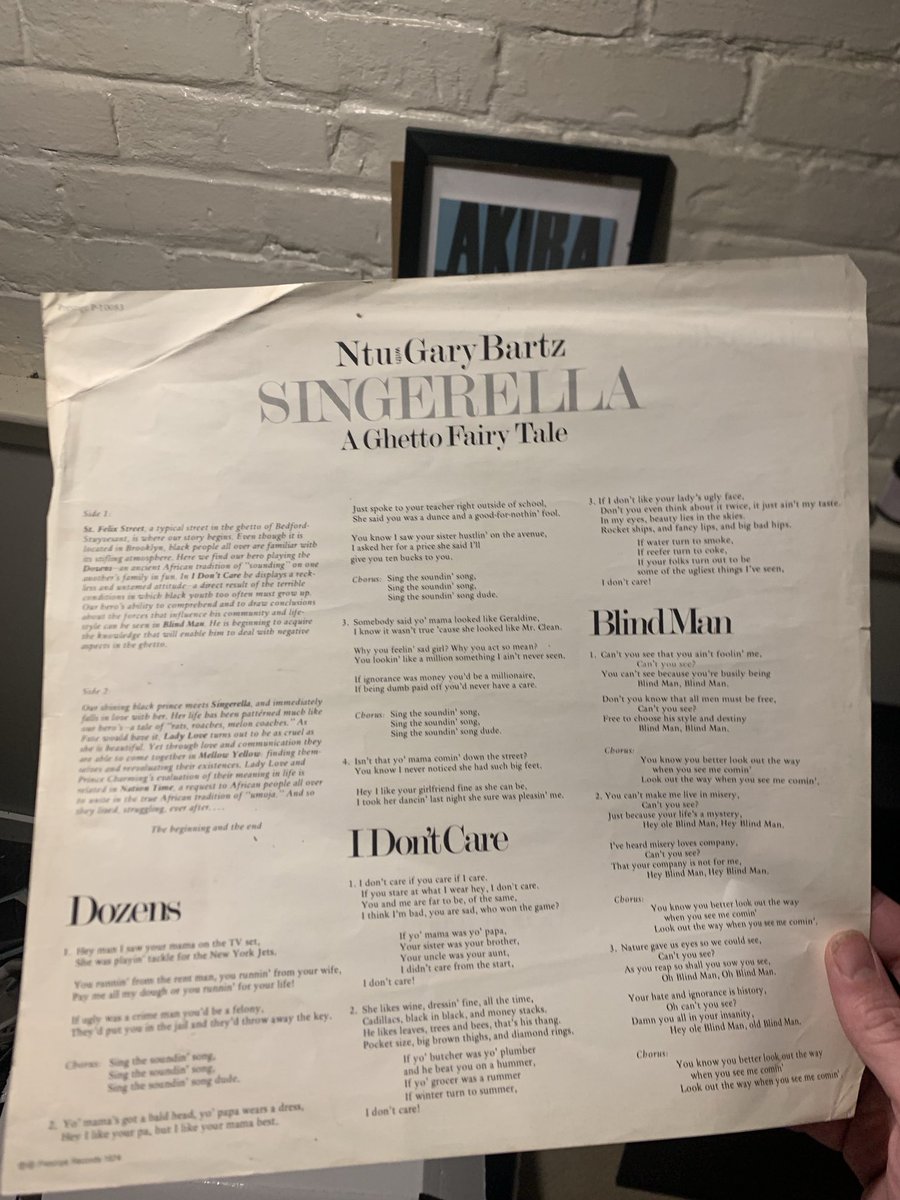 AKIRA
Prestige P-10083
Ntu with Gary Bartz
SINGERELLA
A Ghetto Fairy Tale
Side 1:
St. Felix Street, a typical street in the ghetto of Bedford-
Stuyvesant, is where our story begins. Even though it is
located in Brooklyn, black people all over are familiar with
its stifling atmosphere. Here we find our hero playing the
Dozens—an ancient African tradition of "sounding" on one
another's family in fun. In I Don't Care he displays a reck-
less and untamed attitude—a direct result of the terrible
conditions in which black youth too often must grow up.
Our hero's ability to comprehend and to draw conclusions
about the forces that influence his community and life-
style can be seen in Blind Man. He is beginning to acquire
the knowledge that will enable him to deal with negative
aspects in the ghetto.
Side 2:
Our shining black prince meets Singerella, and immediately
falls in love with her. Her life has been patterned much like
our hero's—a tale of "rats, roaches, melon coaches." As
Fate would have it, Lady Love turns out to be as cruel as
she is beautiful. Yet through love and communication they
are able to come together in Mellow Yellow, finding them-
selves and reevaluating their existences. Lady Love and
Prince Charming's evaluation of their meaning in life is
related in Nation Time, a request to African people all over
to unite in the true African tradition of "umoja." And so
they lived, struggling, ever after. . . .
The beginning and the end
Dozens
1. Hey man I saw your mama on the TV set,
She was playin' tackle for the New York Jets.
You runnin' from the rent man, you runnin' from your wife,
Pay me all my dough or you runnin' for your life!
If ugly was a crime man you'd be a felony,
They'd put you in the jail and they'd throw away the key.
Chorus: Sing the soundin' song,
Sing the soundin' song,
Sing the soundin' song dude.
2. Yo' mama's got a bald head, yo' papa wears a dress,
Hey I like your pa, but I like your mama best.
Prestige Records 1974
Just spoke to your teacher right outside of school,
She said you was a dunce and a good-for-nothin' fool.
You know I saw your sister hustlin' on the avenue,
I asked her for a price she said I'll
give you ten bucks to you.
Chorus: Sing the soundin' song,
Sing the soundin' song,
Sing the soundin' song dude.
3. Somebody said yo' mama looked like Geraldine,
I know it wasn't true 'cause she looked like Mr. Clean.
Why you feelin' sad girl? Why you act so mean?
You lookin' like a million something I ain't never seen.
If ignorance was money you'd be a millionaire,
If being dumb paid off you'd never have a care.
Chorus: Sing the soundin' song,
Sing the soundin' song,
Sing the soundin' song dude.
4. Isn't that yo' mama comin' down the street?
You know I never noticed she had such big feet.
Hey I like your girlfriend fine as she can be,
I took her dancin' last night she sure was pleasin' me.
I Don't Care
1. I don't care if you care if I care.
If you stare at what I wear hey, I don't care.
You and me are far to be, of the same,
I think I'm bad, you are sad, who won the game?
If yo' mama was yo' papa,
Your sister was your brother,
Your uncle was your aunt,
I didn't care from the start,
I don't care!
2. She likes wine, dressin' fine, all the time,
Cadillacs, black in black, and money stacks.
He likes leaves, trees and bees, that's his thang.
Pocket size, big brown thighs, and diamond rings.
If yo' butcher was yo' plumber
and he beat you on a hummer,
If yo' grocer was a rummer
If winter turn to summer,
I don't care!
3. If I don't like your lady's ugly face,
Don't you even think about it twice, it just ain't my taste.
In my eyes, beauty lies in the skies.
Rocket ships, and fancy lips, and big bad hips.
If water turn to smoke,
If reefer turn to coke,
If your folks turn out to be
some of the ugliest things I've seen,
I don't care!
Blind Man
1. Can't you see that you ain't foolin' me,
Can't you see?
You can't see because you're busily being
Blind Man, Blind Man.
Don't you know that all men must be free,
Can't you see?
Free to choose his style and destiny
Blind Man, Blind Man.
Chorus:
You know you better look out the way
when you see me comin'
Look out the way when you see me comin'.
2. You can't make me live in misery,
Can't you see?
Just because your life's a mystery,
Hey ole Blind Man, Hey Blind Man.
I've heard misery loves company,
Can't you see?
That your company is not for me,
Hey Blind Man, Hey Blind Man.
Chorus:
You know you better look out the way
when you see me comin'
Look out the way when you see me comin'.
3. Nature gave us eyes so we could see,
Can't you see?
As you reap so shall you sow you see,
Oh Blind Man, Oh Blind Man.
Your hate and ignorance is history,
Oh can't you see?
Damn you all in your insanity,
Hey ole Blind Man, old Blind Man.
Chorus:
You know you better look out the way
when you see me comin'
Look out the way when you see me comin'.